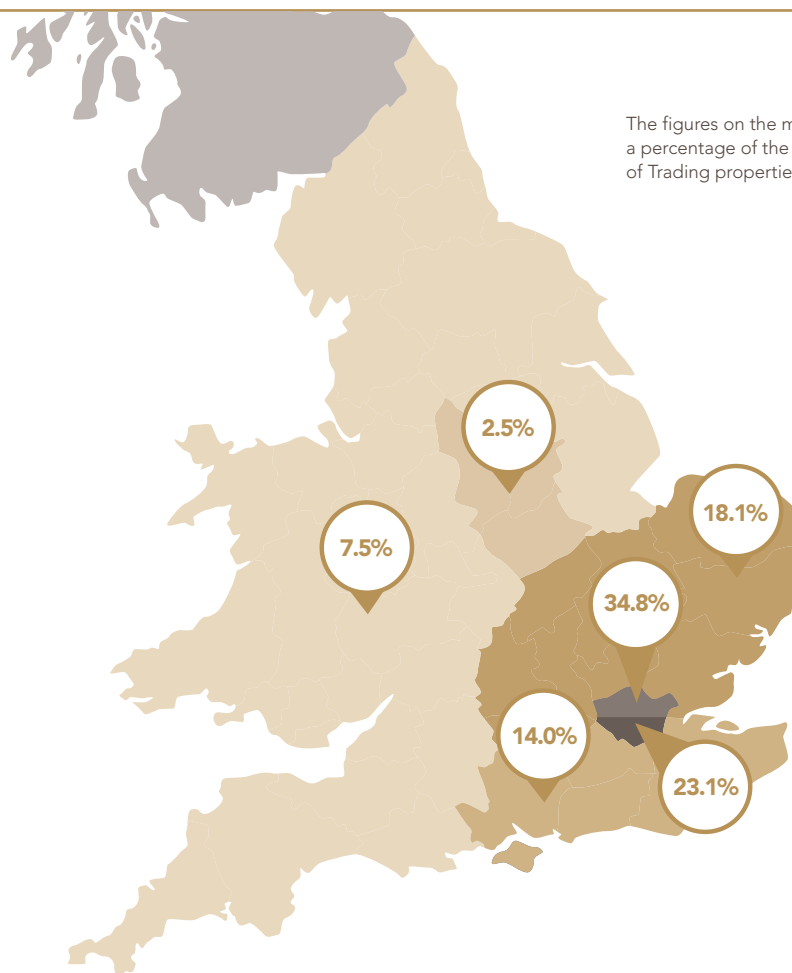 The figures on the
a percentage of the
of Trading
2.5%
18.1%
7.5%
34.8%
14.0%
23.1%